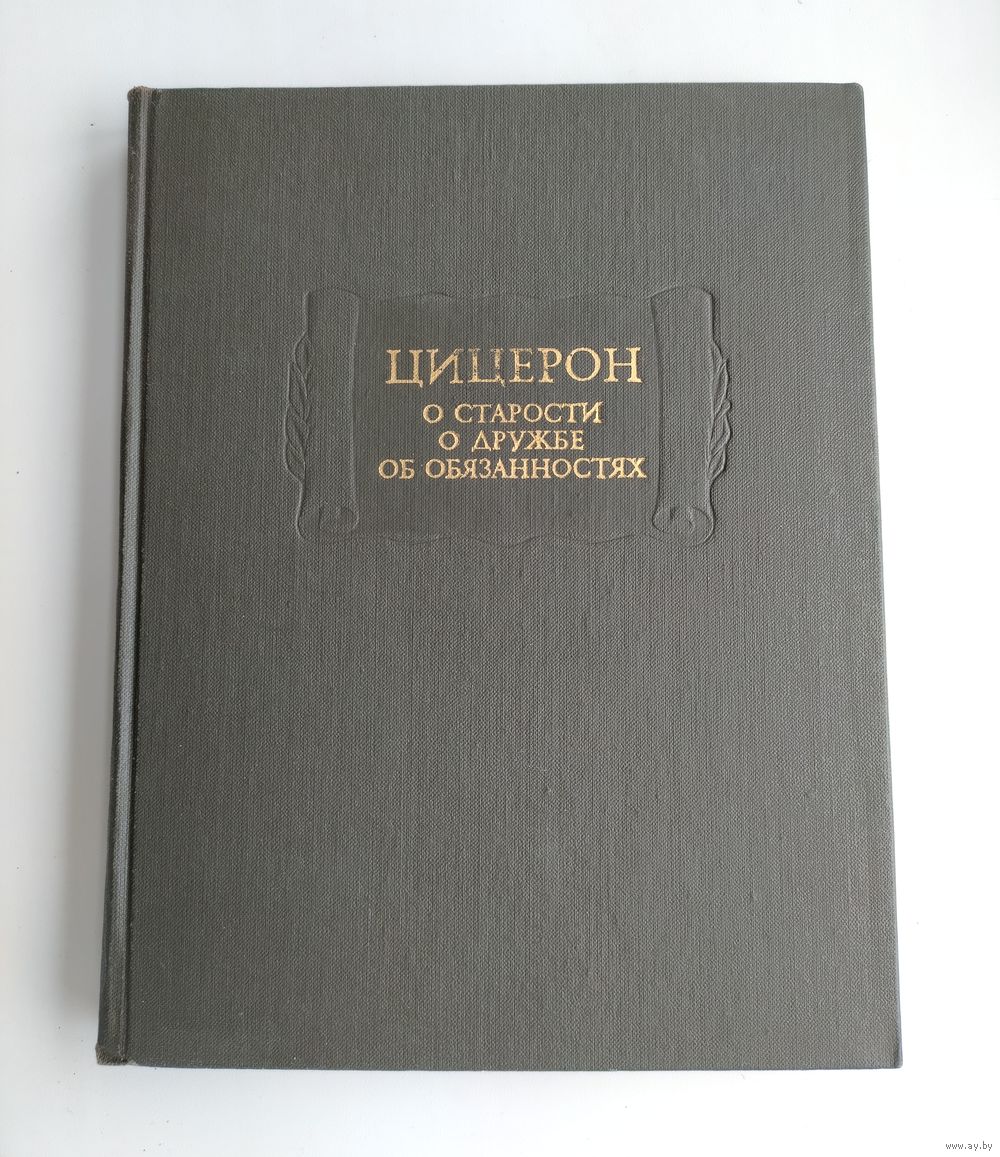 ЦИЦЕРОН
О СТАРОСТИ
О ДРУЖБЕ
ОБ ОБЯЗАННОСТЯХ
www.ay.by